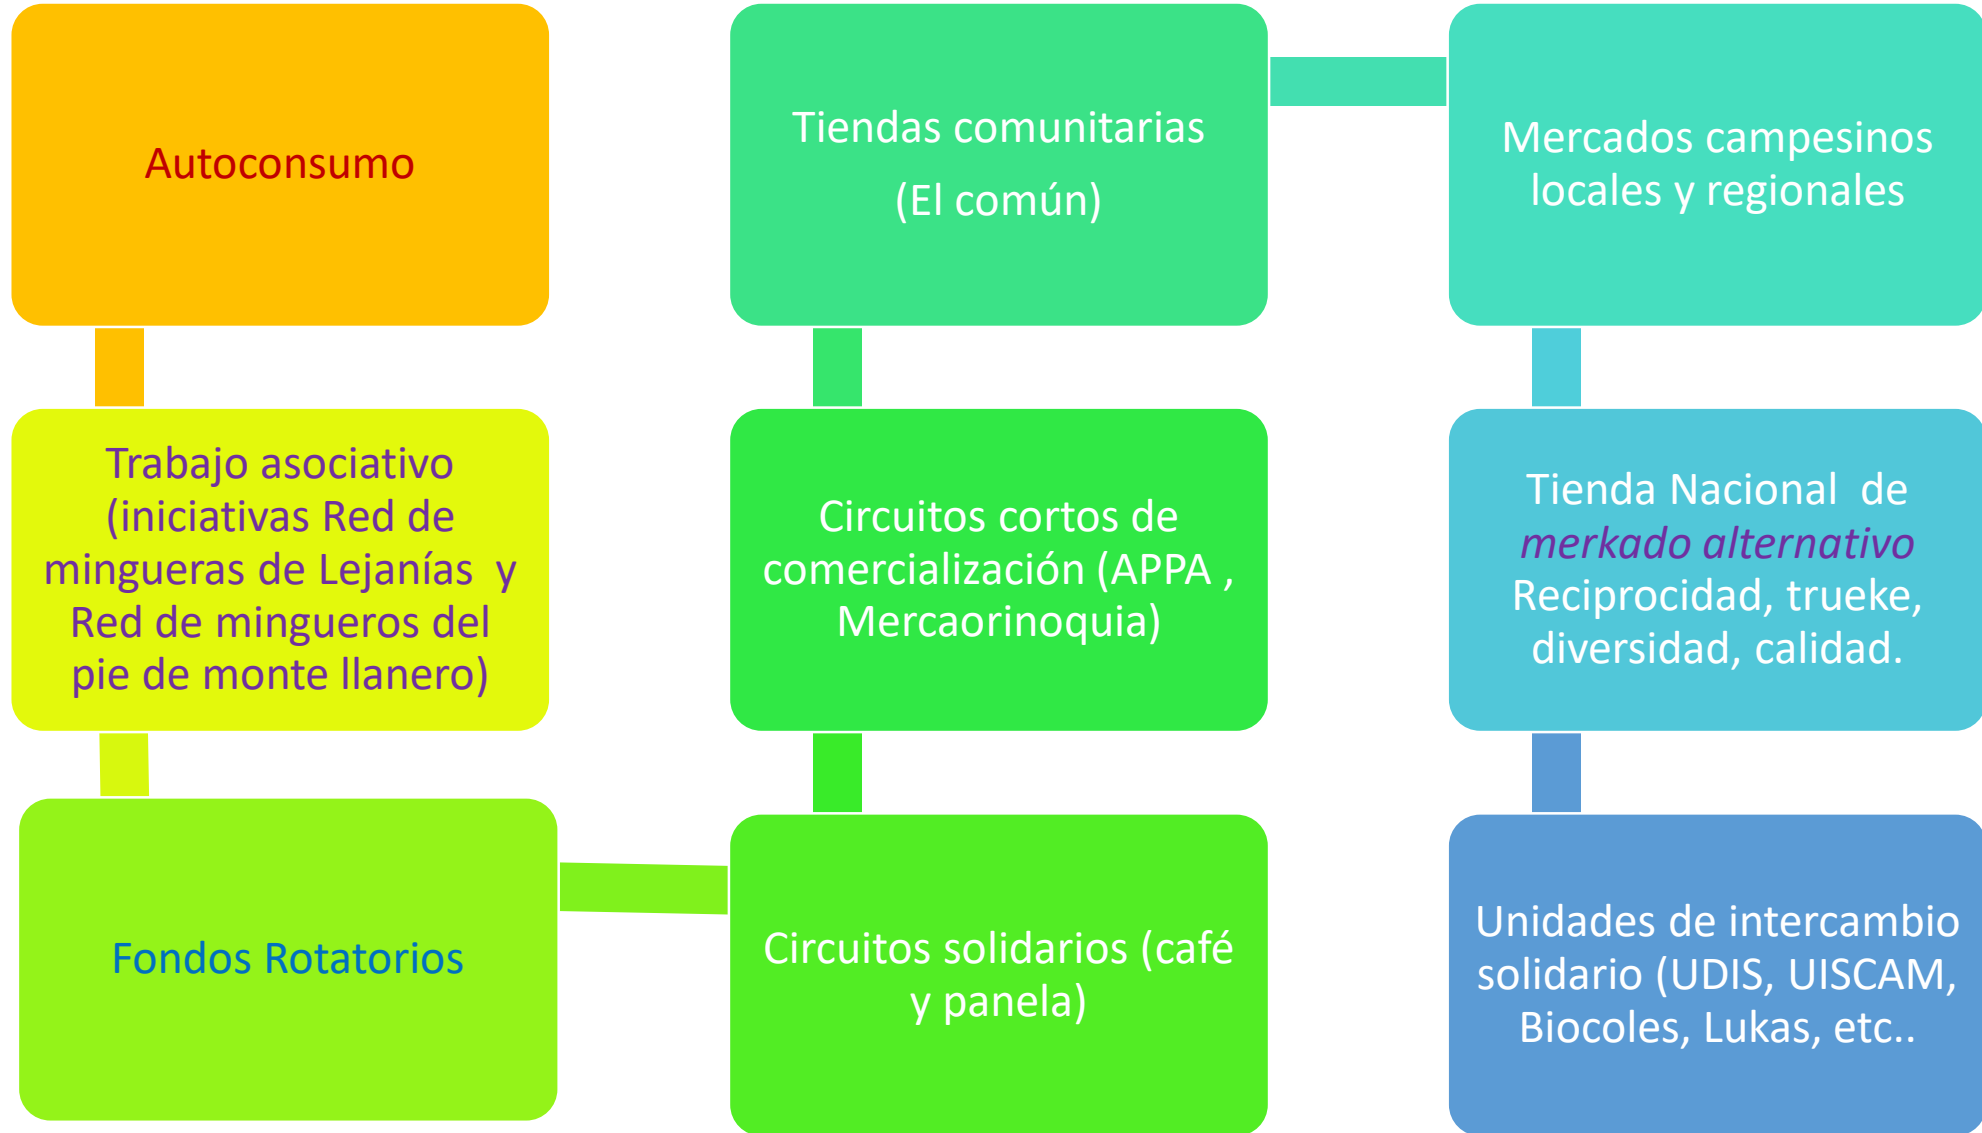 Autoconsumo
Trabajo asociativo
(iniciativas Red de
mingueras de Lejanías y
Red de mingueros del
pie de monte llanero)
Fondos Rotatorios
Circuitos solidarios (café
y panela)
Circuitos cortos de
comercialización (APPA ,
Mercaorinoquia)
Tiendas comunitarias
(El común)
Mercados campesinos
locales y regionales
Tienda Nacional de
merkado alternativo
Reciprocidad, trueke,
diversidad, calidad.
Unidades de intercambio
solidario (UDIS, UISCAM,
Biocoles, Lukas, etc..